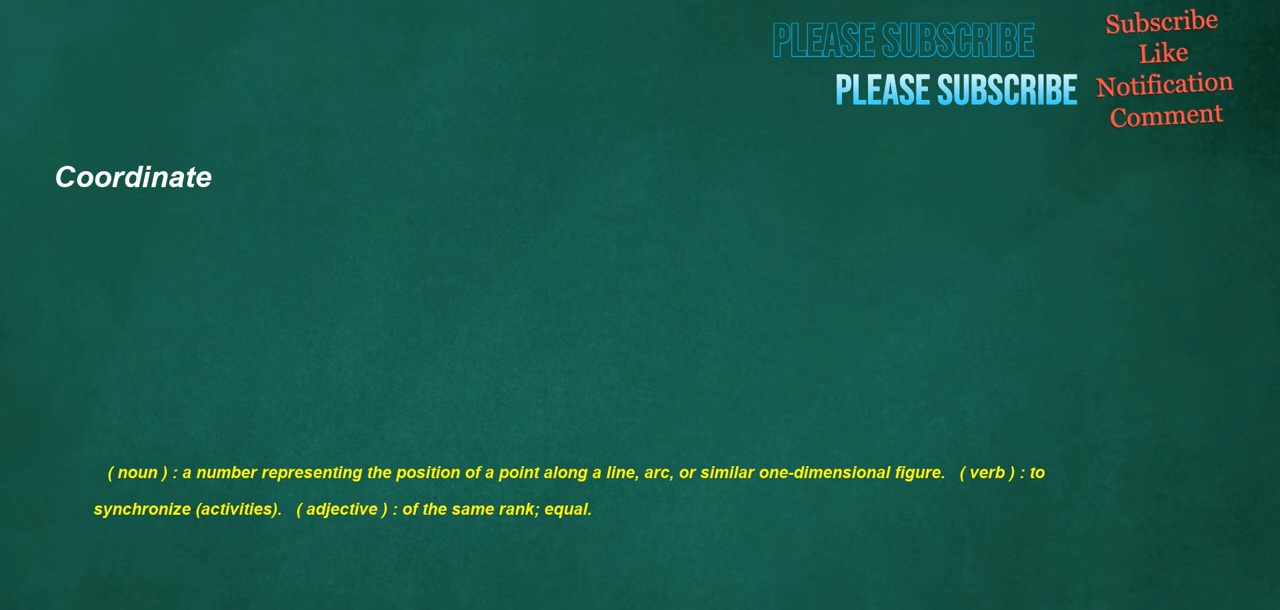 PLEASE SUBSCRIBE
PLEASE SUBSCRIBE
Subscribe
Like
Notification
Comment
Coordinate
( noun ) : a number representing the position of a point along a line, arc, or similar one-dimensional figure. ( verb ) : to
synchronize (activities). ( adjective ) : of the same rank; equal.